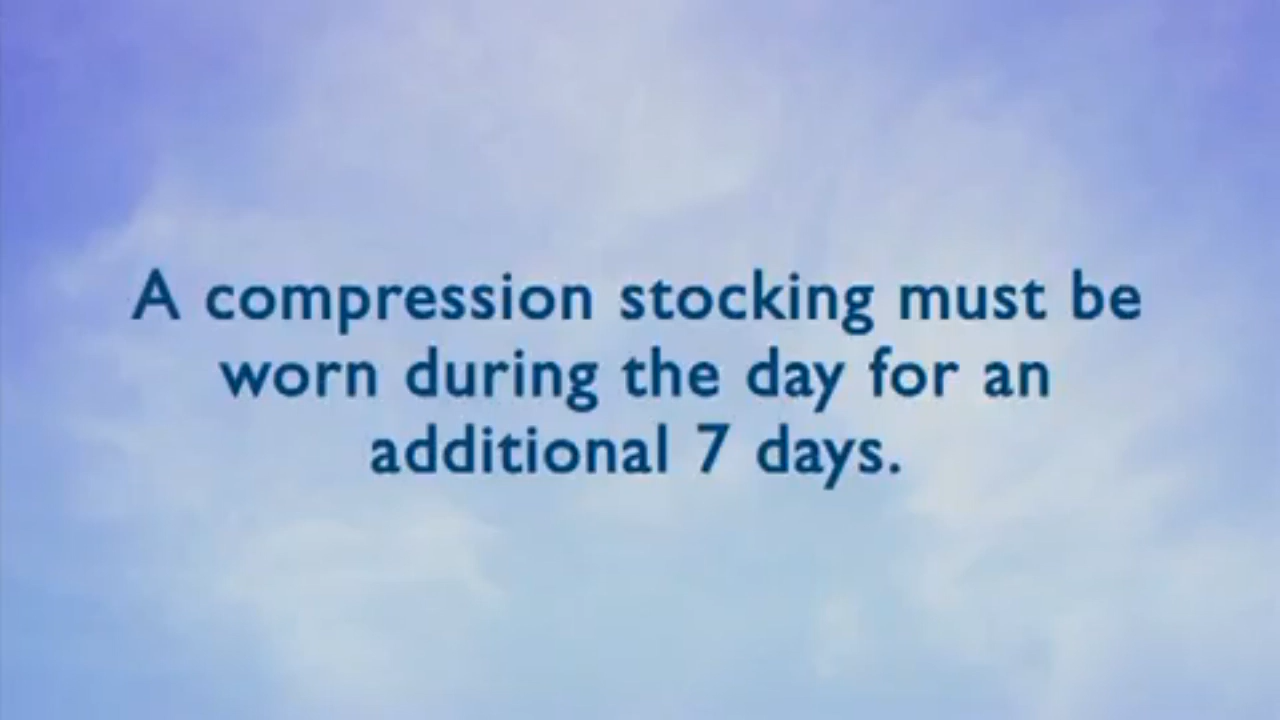 A compression stocking must be
worn during the day for an
additional 7 days.